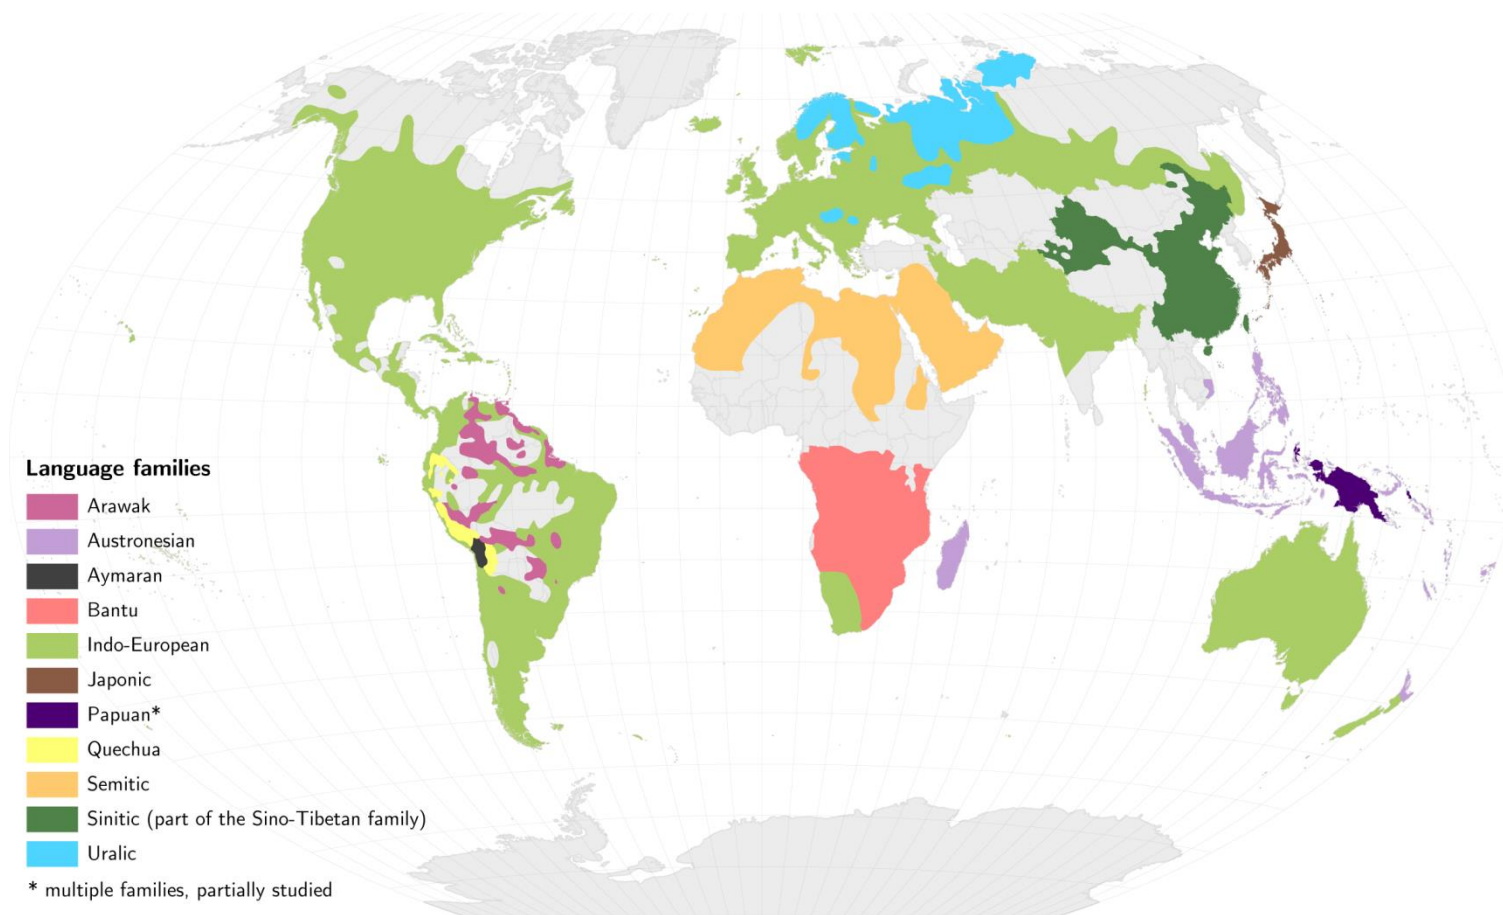 Language families
Arawak
Austronesian
Aymaran
Bantu
Indo-European
Japonic
Papuan*
Quechua
Semitic
Sinitic (part of the Sino-Tibetan family)
Uralic
* multiple families, partially studied